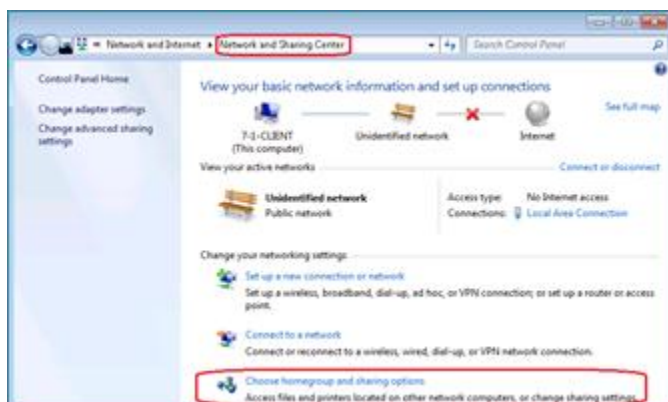 Network and Internet ▸ Network and Sharing Center
Search Control Panel
Control Panel Home
Change adapter settings
Change advanced sharing
settings
View your basic network information and set up connections
See full map
7-1-CLIENT
(This computer)
Unidentified network
Internet
View your active networks
Connect or disconnect
Unidentified network
Public network
Access type: No Internet access
Connections: Local Area Connection
Change your networking settings
Set up a new connection or network
Set up a wireless, broadband, dial-up, ad hoc, or VPN connection; or set up a router or access
point.
Connect to a network
Connect or reconnect to a wireless, wired, dial-up, or VPN network connection.
Choose homegroup and sharing options
Access files and printers located on other network computers, or change sharing settings.